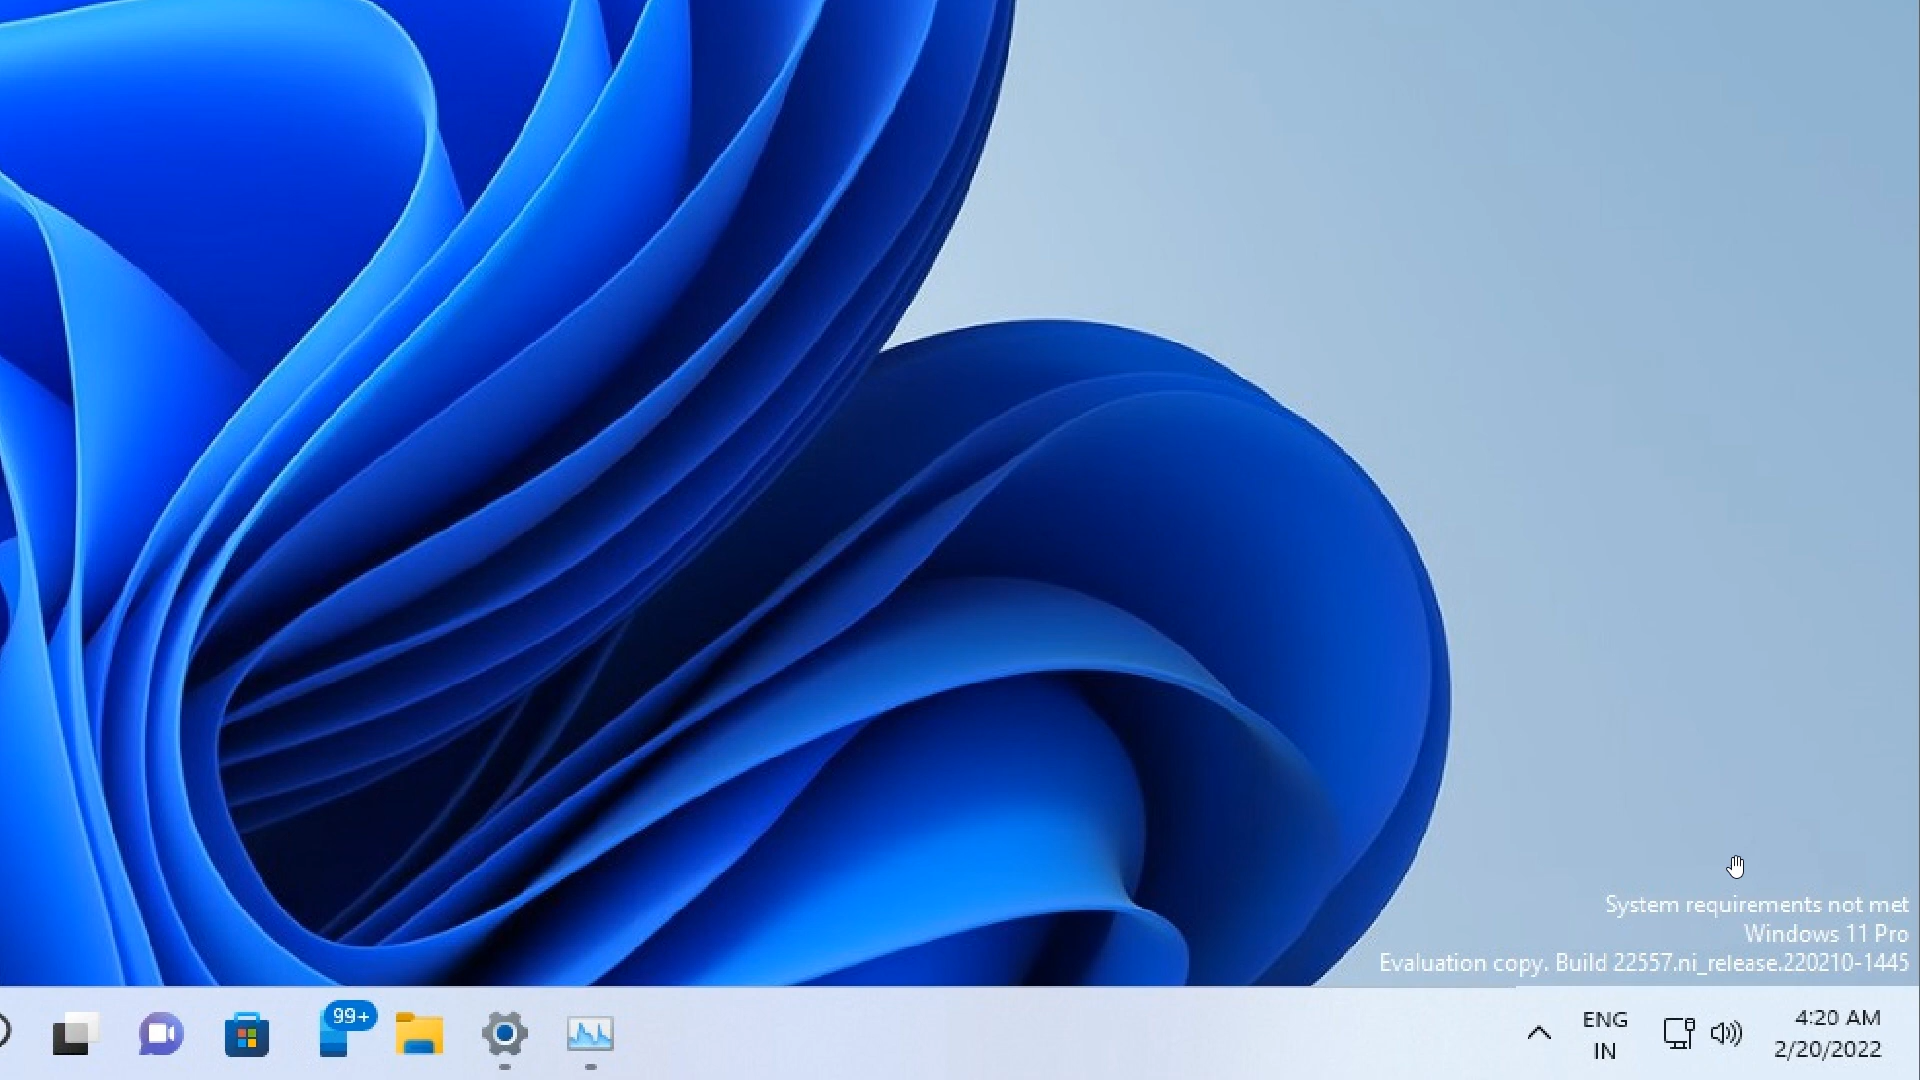 System requirements not met
Windows 11 Pro
Evaluation copy. Build 22557.ni_release.220210-1445
99+
ENG
IN
4:20 AM
2/20/2022